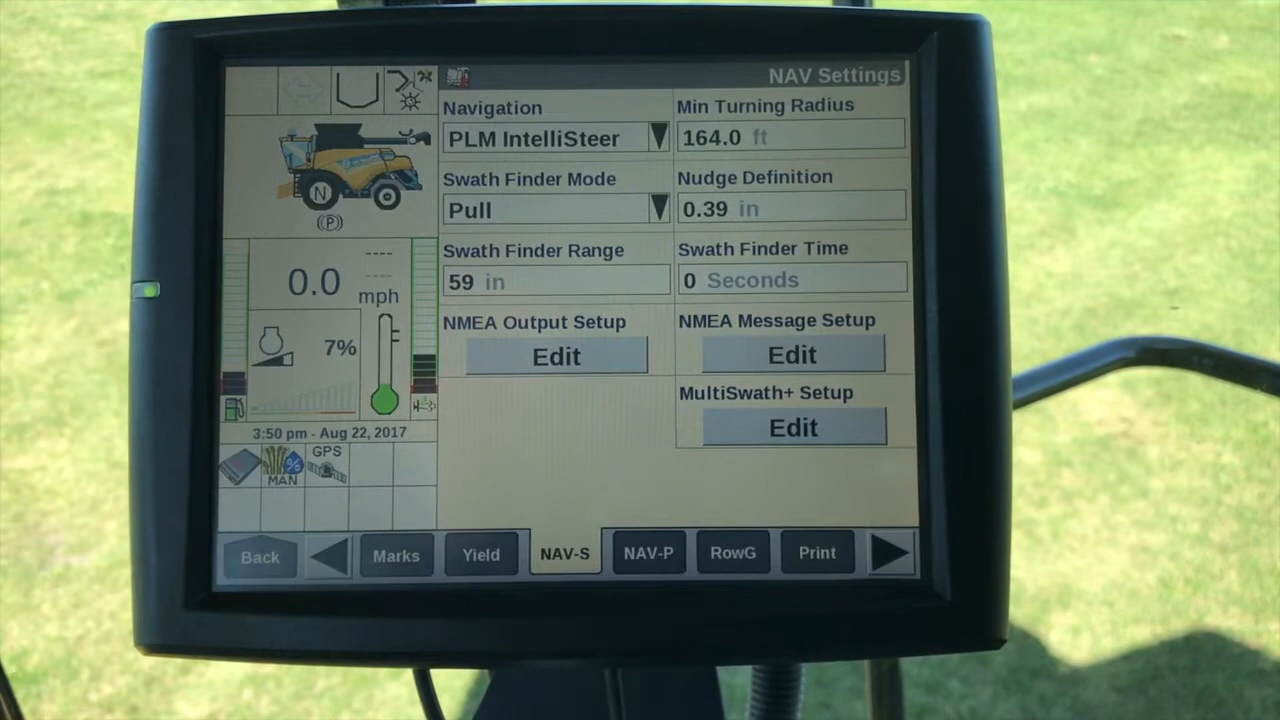 NAV Settings
Navigation
PLM IntelliSteer
Min Turning Radius
164.0 ft
Swath Finder Mode
Pull
Nudge Definition
0.39 in
Swath Finder Range
59 in
Swath Finder Time
0 Seconds
NMEA Output Setup
Edit
NMEA Message Setup
Edit
MultiSwath+ Setup
Edit
N
(P)
----
----
0.0
mph
7%
3:50 pm - Aug 22, 2017
%
MAN
GPS
Back
Marks
Yield
NAV-S
NAV-P
RowG
Print